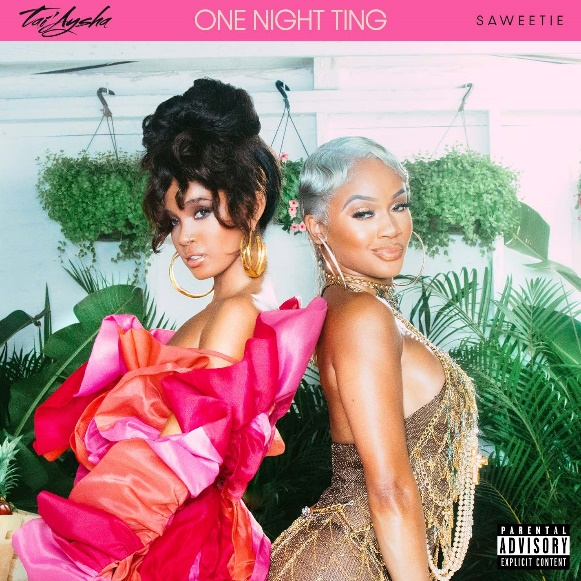 Tai'Aysha
ONE NIGHT TING
SAWEETIE
PARENTAL
ADVISORY
EXPLICIT CONTENT